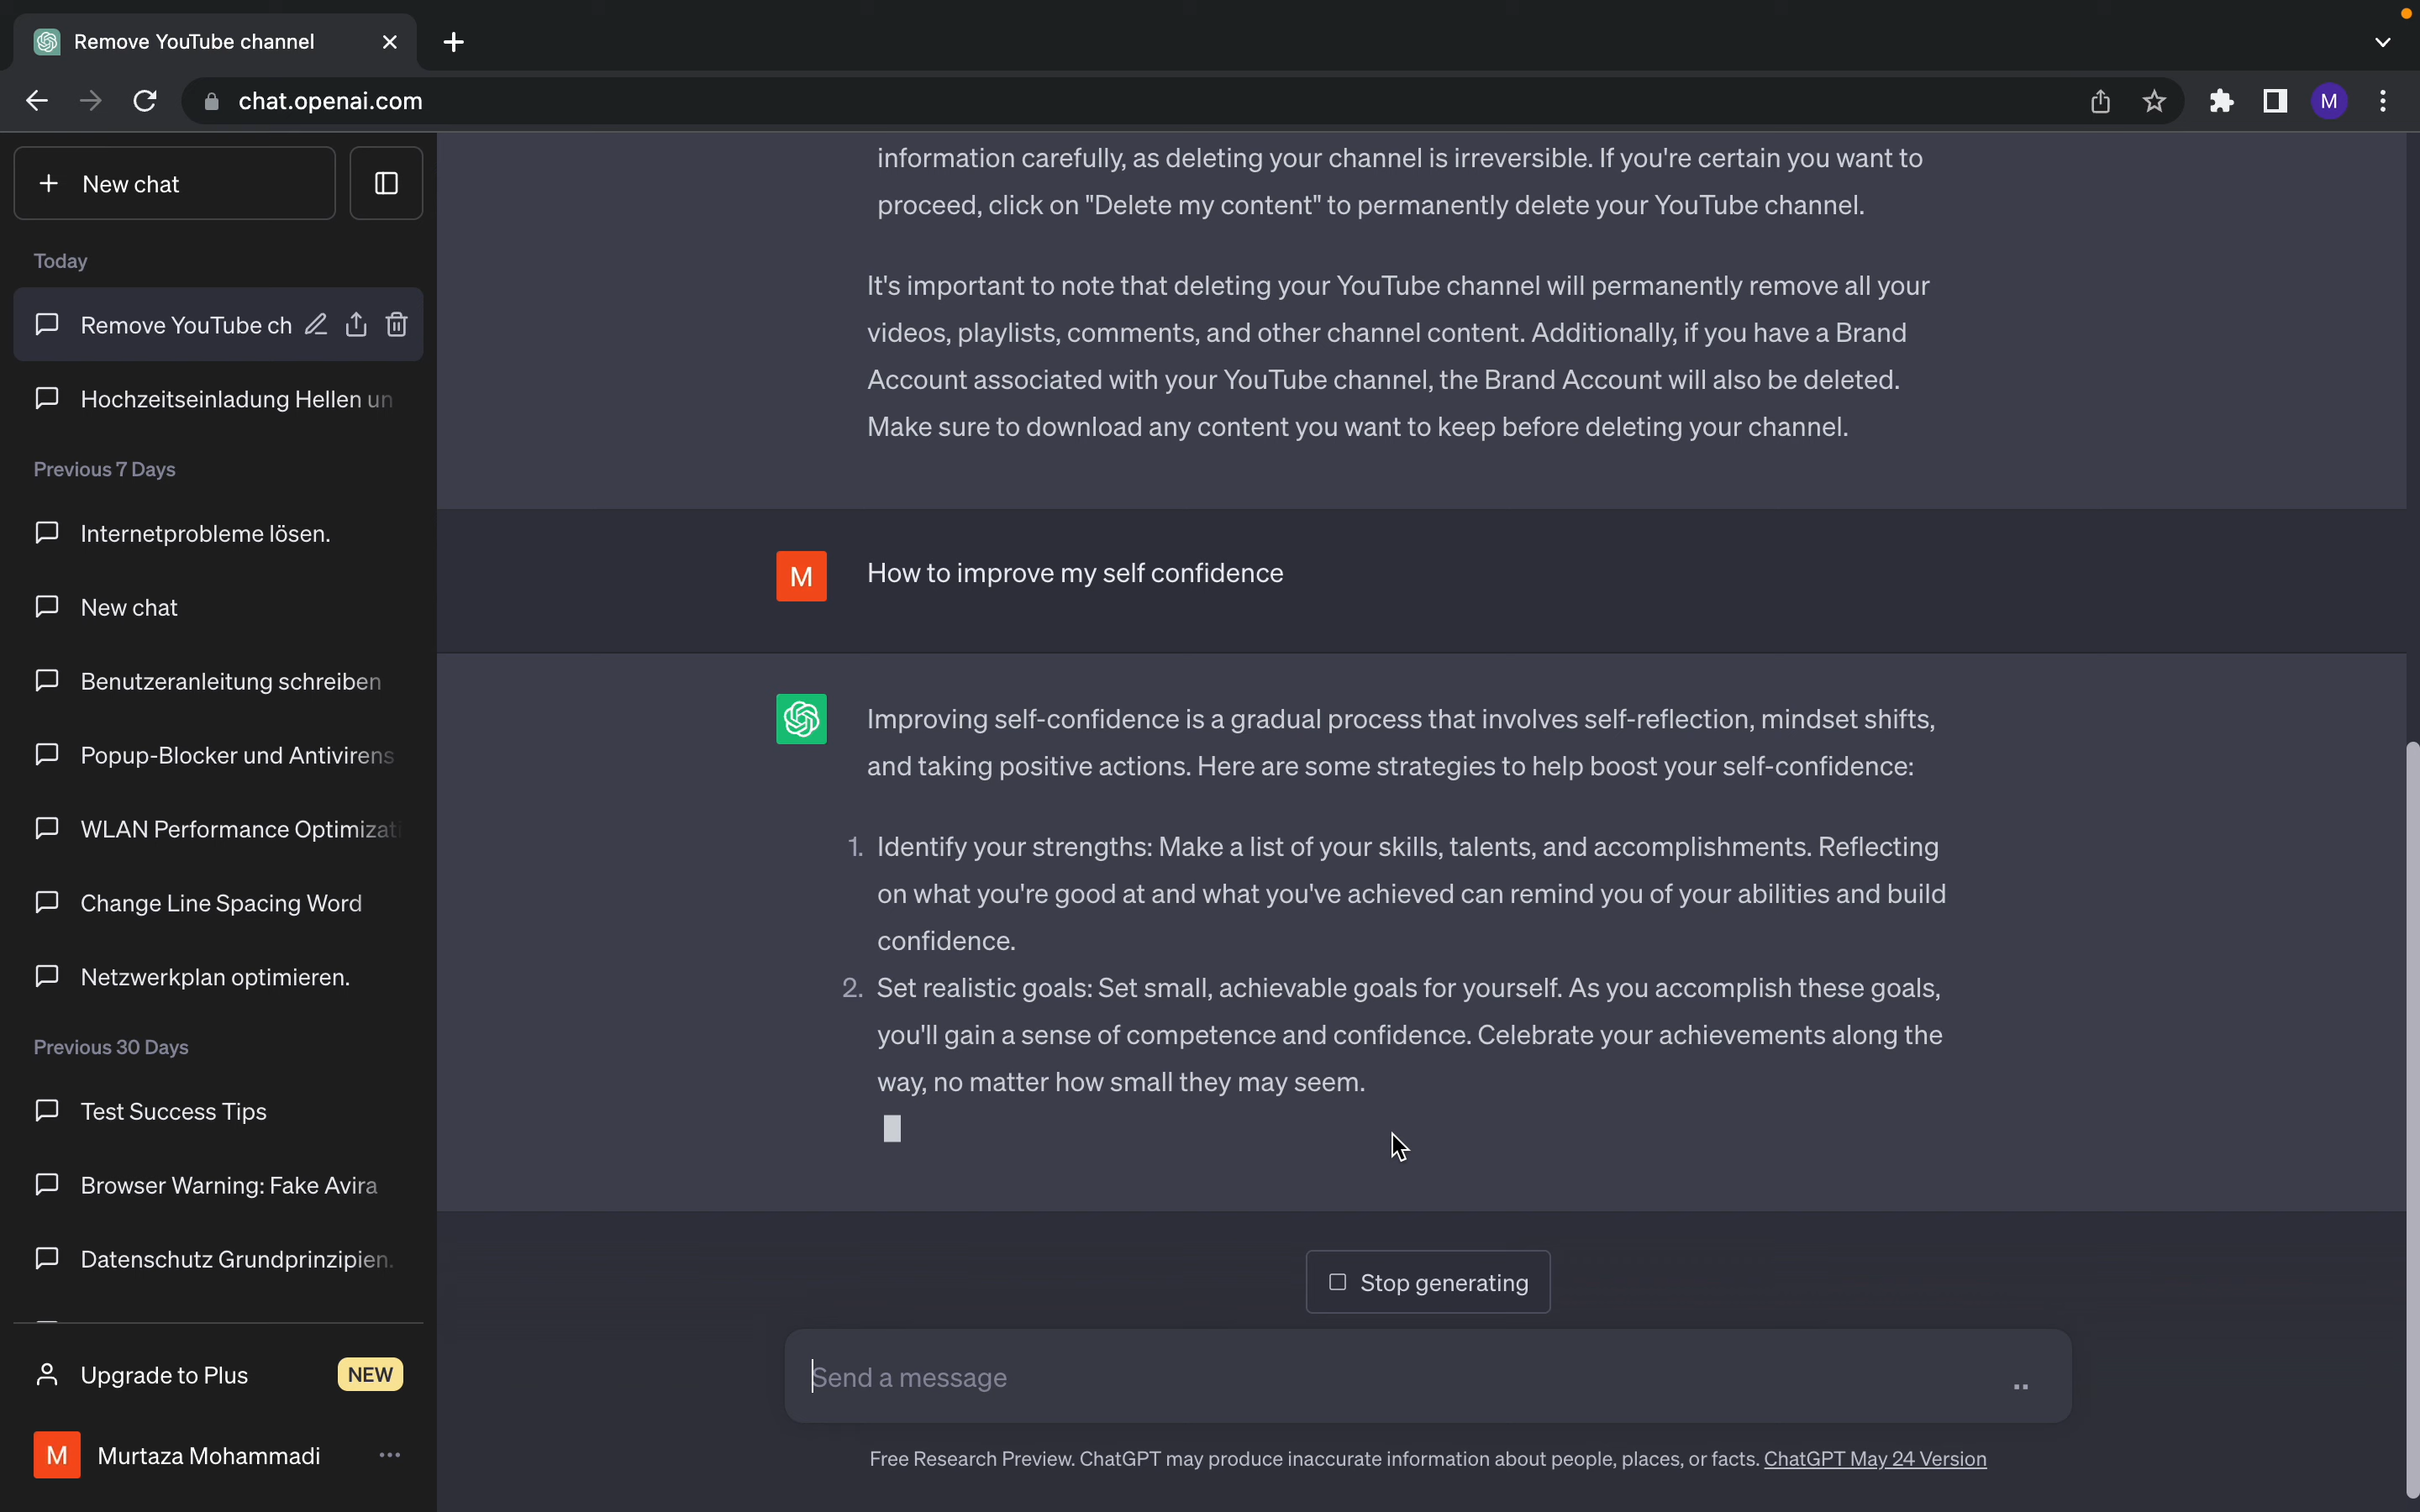 Remove YouTube channel
chat.openai.com
M
New chat
Today
Remove YouTube ch
Hochzeitseinladung Hellen un
Previous 7 Days
Internetprobleme lösen.
New chat
Benutzeranleitung schreiben
Popup-Blocker und Antivirens
WLAN Performance Optimizat
Change Line Spacing Word
Netzwerkplan optimieren.
Previous 30 Days
Test Success Tips
Browser Warning: Fake Avira
Datenschutz Grundprinzipien.
Upgrade to Plus NEW
M Murtaza Mohammadi
information carefully, as deleting your channel is irreversible. If you're certain you want to
proceed, click on "Delete my content" to permanently delete your YouTube channel.
It's important to note that deleting your YouTube channel will permanently remove all your
videos, playlists, comments, and other channel content. Additionally, if you have a Brand
Account associated with your YouTube channel, the Brand Account will also be deleted.
Make sure to download any content you want to keep before deleting your channel.
M How to improve my self confidence
Improving self-confidence is a gradual process that involves self-reflection, mindset shifts,
and taking positive actions. Here are some strategies to help boost your self-confidence:
1. Identify your strengths: Make a list of your skills, talents, and accomplishments. Reflecting
on what you're good at and what you've achieved can remind you of your abilities and build
confidence.
2. Set realistic goals: Set small, achievable goals for yourself. As you accomplish these goals,
you'll gain a sense of competence and confidence. Celebrate your achievements along the
way, no matter how small they may seem.
Stop generating
Send a message
Free Research Preview. ChatGPT may produce inaccurate information about people, places, or facts. ChatGPT May 24 Version